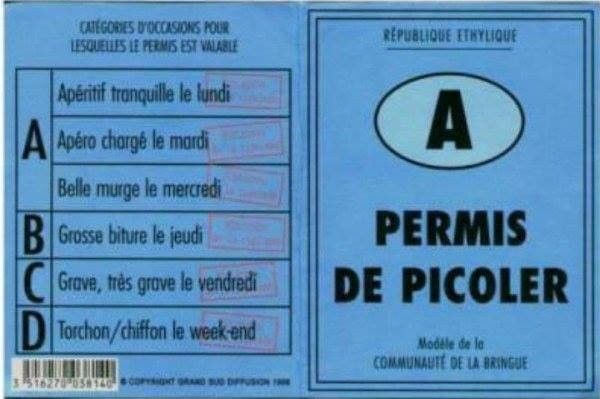 CATÉGORIES D'OCCASIONS POUR
LESQUELLES LE PERMIS EST VALABLE
A
Apéritif tranquille le lundi
Apéro chargé le mardi
Belle murge le mercredi
B
Grosse biture le jeudi
C
Grave, très grave le vendredi
D
Torchon/chiffon le week-end
3 516270 038140
© COPYRIGHT GRAND SUD DIFFUSION 1998
RÉPUBLIQUE ETHYLIQUE
A
PERMIS
DE PICOLER
Modèle de la
COMMUNAUTÉ DE LA BRINGUE